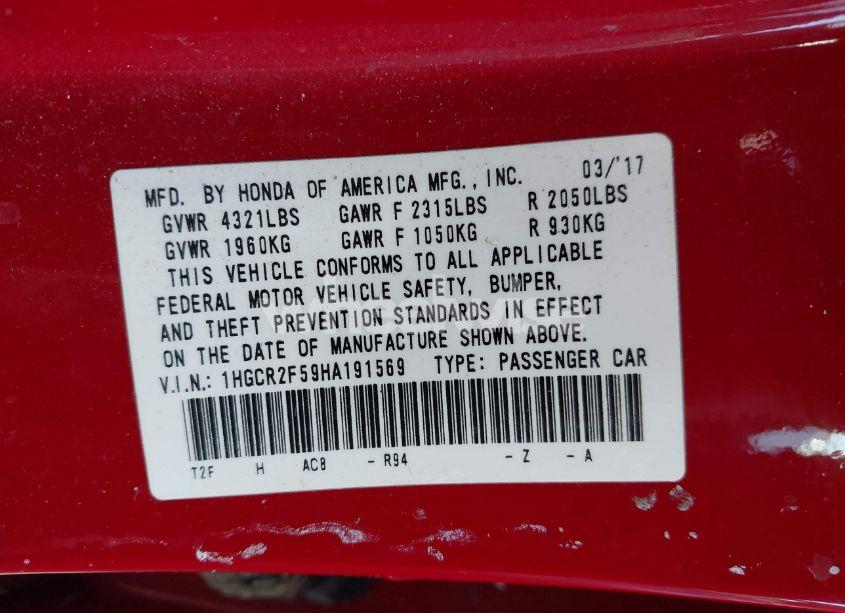 MFD. BY HONDA OF AMERICA MFG., INC. 03/'17
GVWR 4321LBS GAWR F 2315LBS R 2050LBS
GVWR 1960KG GAWR F 1050KG R 930KG
THIS VEHICLE CONFORMS TO ALL APPLICABLE
FEDERAL MOTOR VEHICLE SAFETY, BUMPER,
AND THEFT PREVENTION STANDARDS IN EFFECT
ON THE DATE OF MANUFACTURE SHOWN ABOVE.
V.I.N.: 1HGCR2F59HA191569 TYPE: PASSENGER CAR
T2F H AC8 - R94 - Z - A